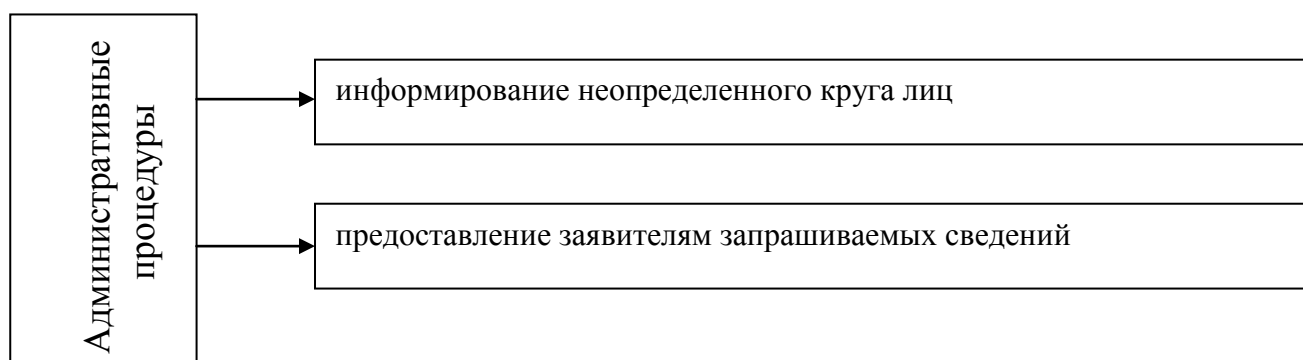 Административные
процедуры
информирование неопределенного круга лиц
предоставление заявителям запрашиваемых сведений